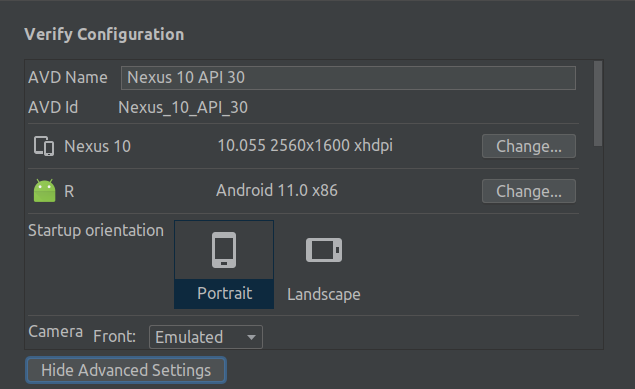 Verify Configuration
AVD Name Nexus 10 API 30
AVD Id Nexus_10_API_30
Nexus 10 10.055 2560x1600 xhdpi Change...
R Android 11.0 x86 Change...
Startup orientation
Portrait Landscape
Camera Front: Emulated
Hide Advanced Settings